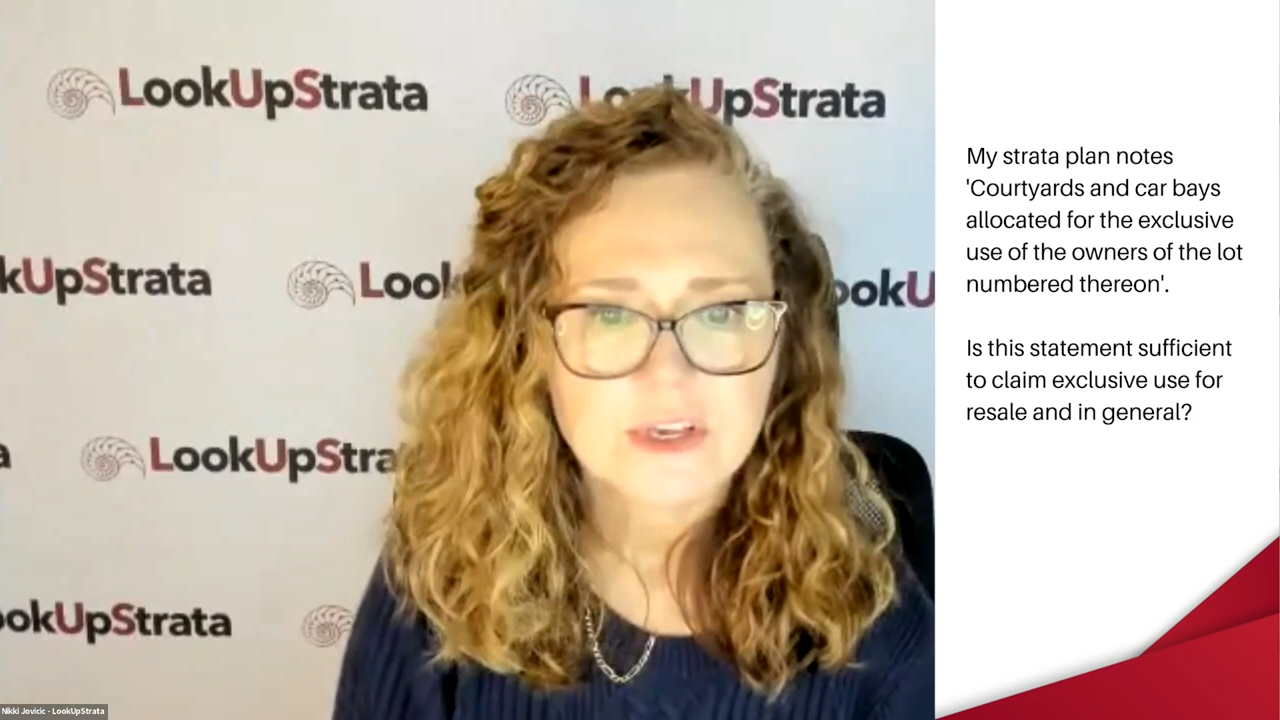 LookUpStrata
LookUpStrata
kUpStrata
Look
ookU
a
LookUpStra
ookUpStrata
My strata plan notes
'Courtyards and car bays
allocated for the exclusive
use of the owners of the lot
numbered thereon'.
Is this statement sufficient
to claim exclusive use for
resale and in general?
Nikki Jovicic - LookUpStrata